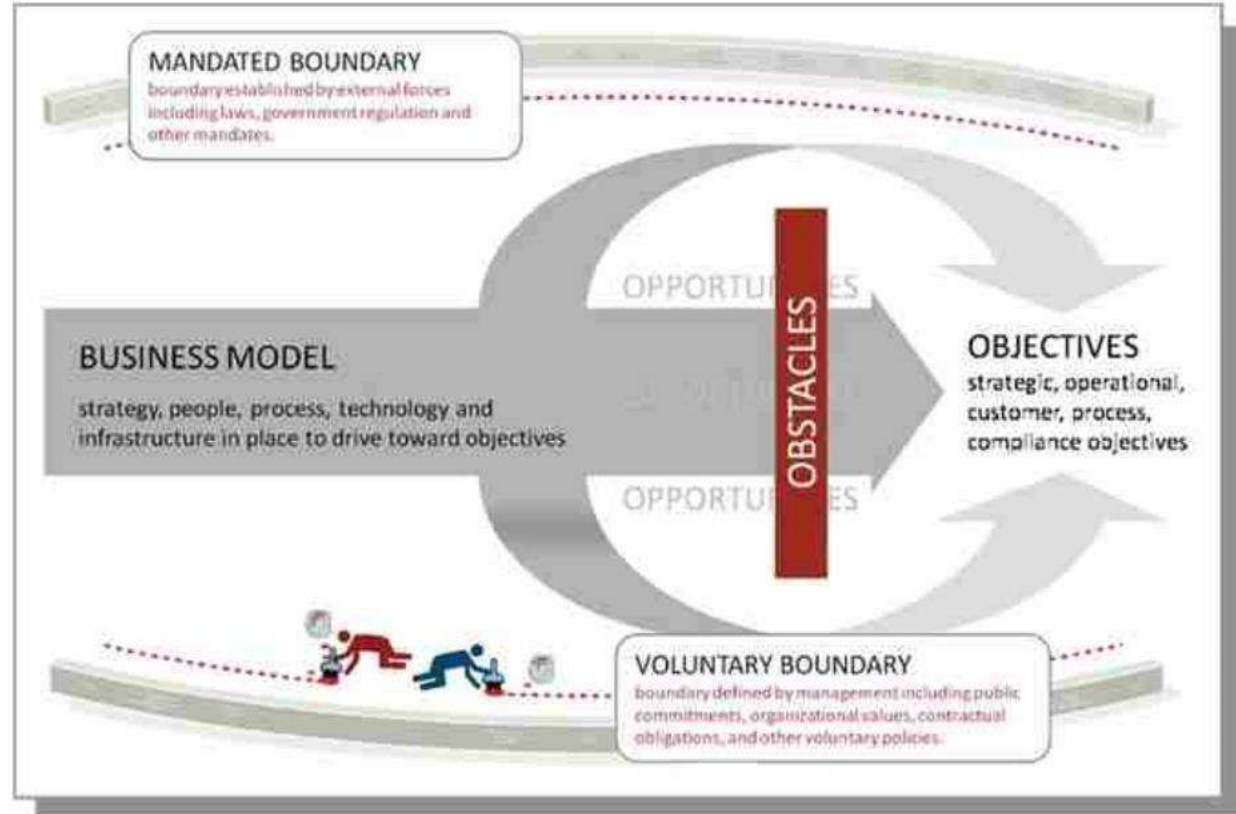 MANDATED BOUNDARY
boundary established by external forces
including laws, government regulation and
other mandates.
OPPORTUNITIES
BUSINESS MODEL
strategy, people, process, technology and
infrastructure in place to drive toward objectives
OBSTACLES
OBJECTIVES
strategic, operational,
customer, process,
compliance objectives
OPPORTUNITIES
VOLUNTARY BOUNDARY
boundary defined by management including public
commitments, organizational values, contractual
obligations, and other voluntary policies.